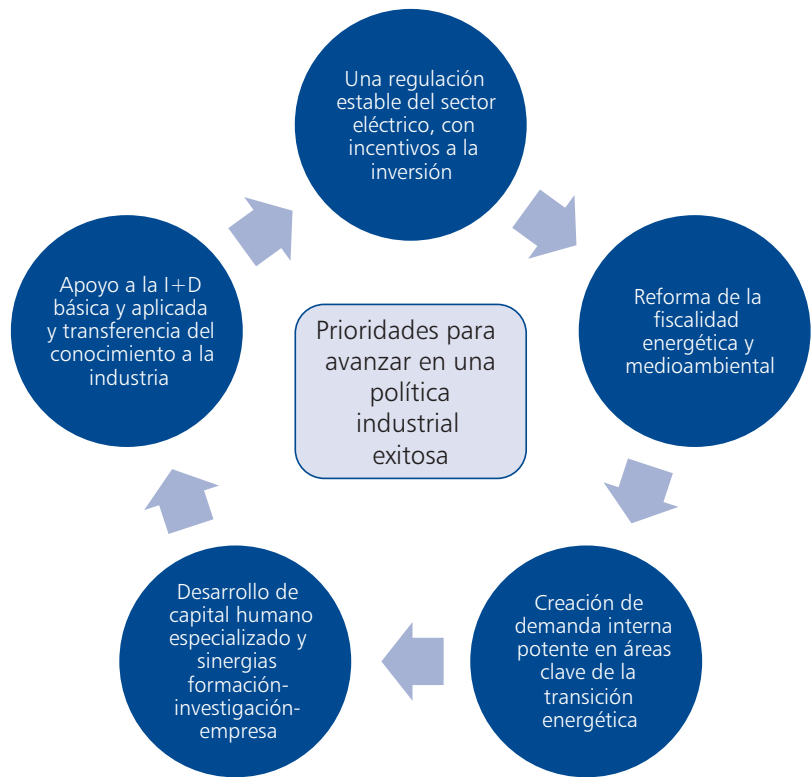 Una regulación
estable del sector
eléctrico, con
incentivos a la
inversión
Reforma de la
fiscalidad
energética y
medioambiental
Creación de
demanda interna
potente en áreas
clave de la
transición
energética
Desarrollo de
capital humano
especializado y
sinergias
formación-
investigación-
empresa
Apoyo a la I+D
básica y aplicada
y transferencia del
conocimiento a la
industria
Prioridades para
avanzar en una
política
industrial
exitosa